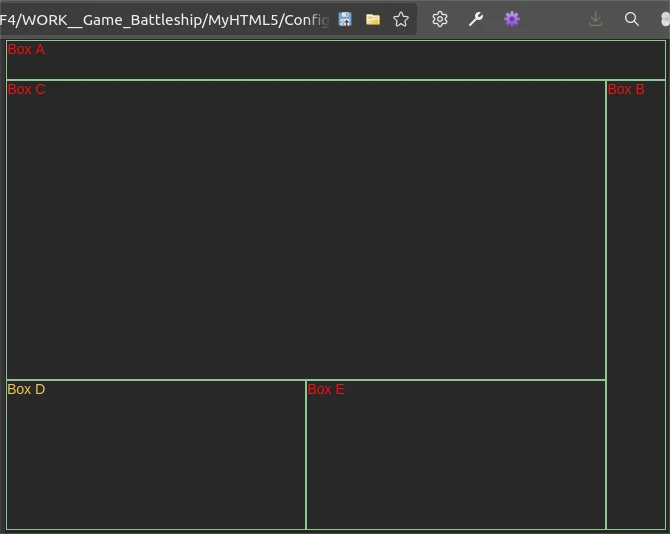 F4/WORK__Game_Battleship/MyHTML5/Config
Box A
Box C
Box B
Box D
Box E